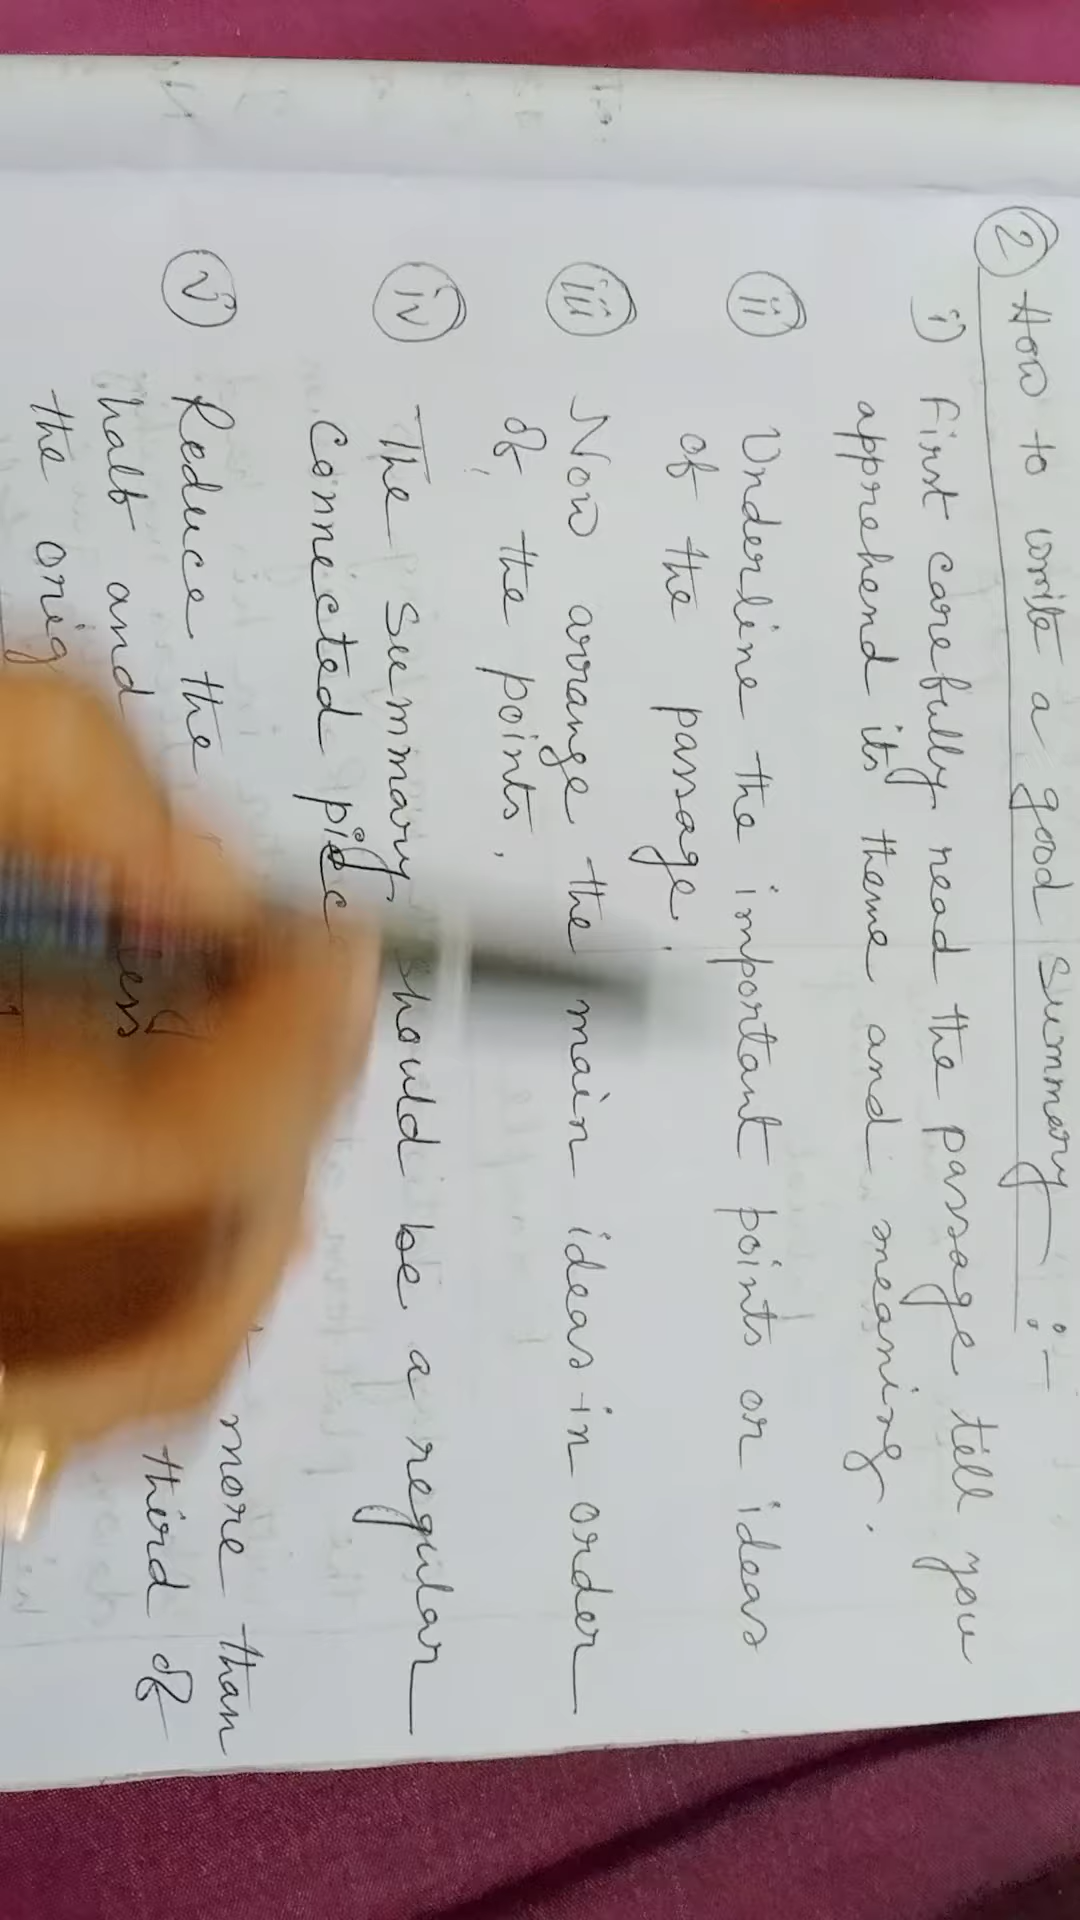 ② How to write a good summary :-
i) First carefully read the passage till you
apprehend its theme and meaning.
ii Underline the important points or ideas
of the passage.
iii Now arrange the main ideas in order
of the points.
iv The summary should be a regular
connected piec
v Reduce the more than
half and less third of
the orig